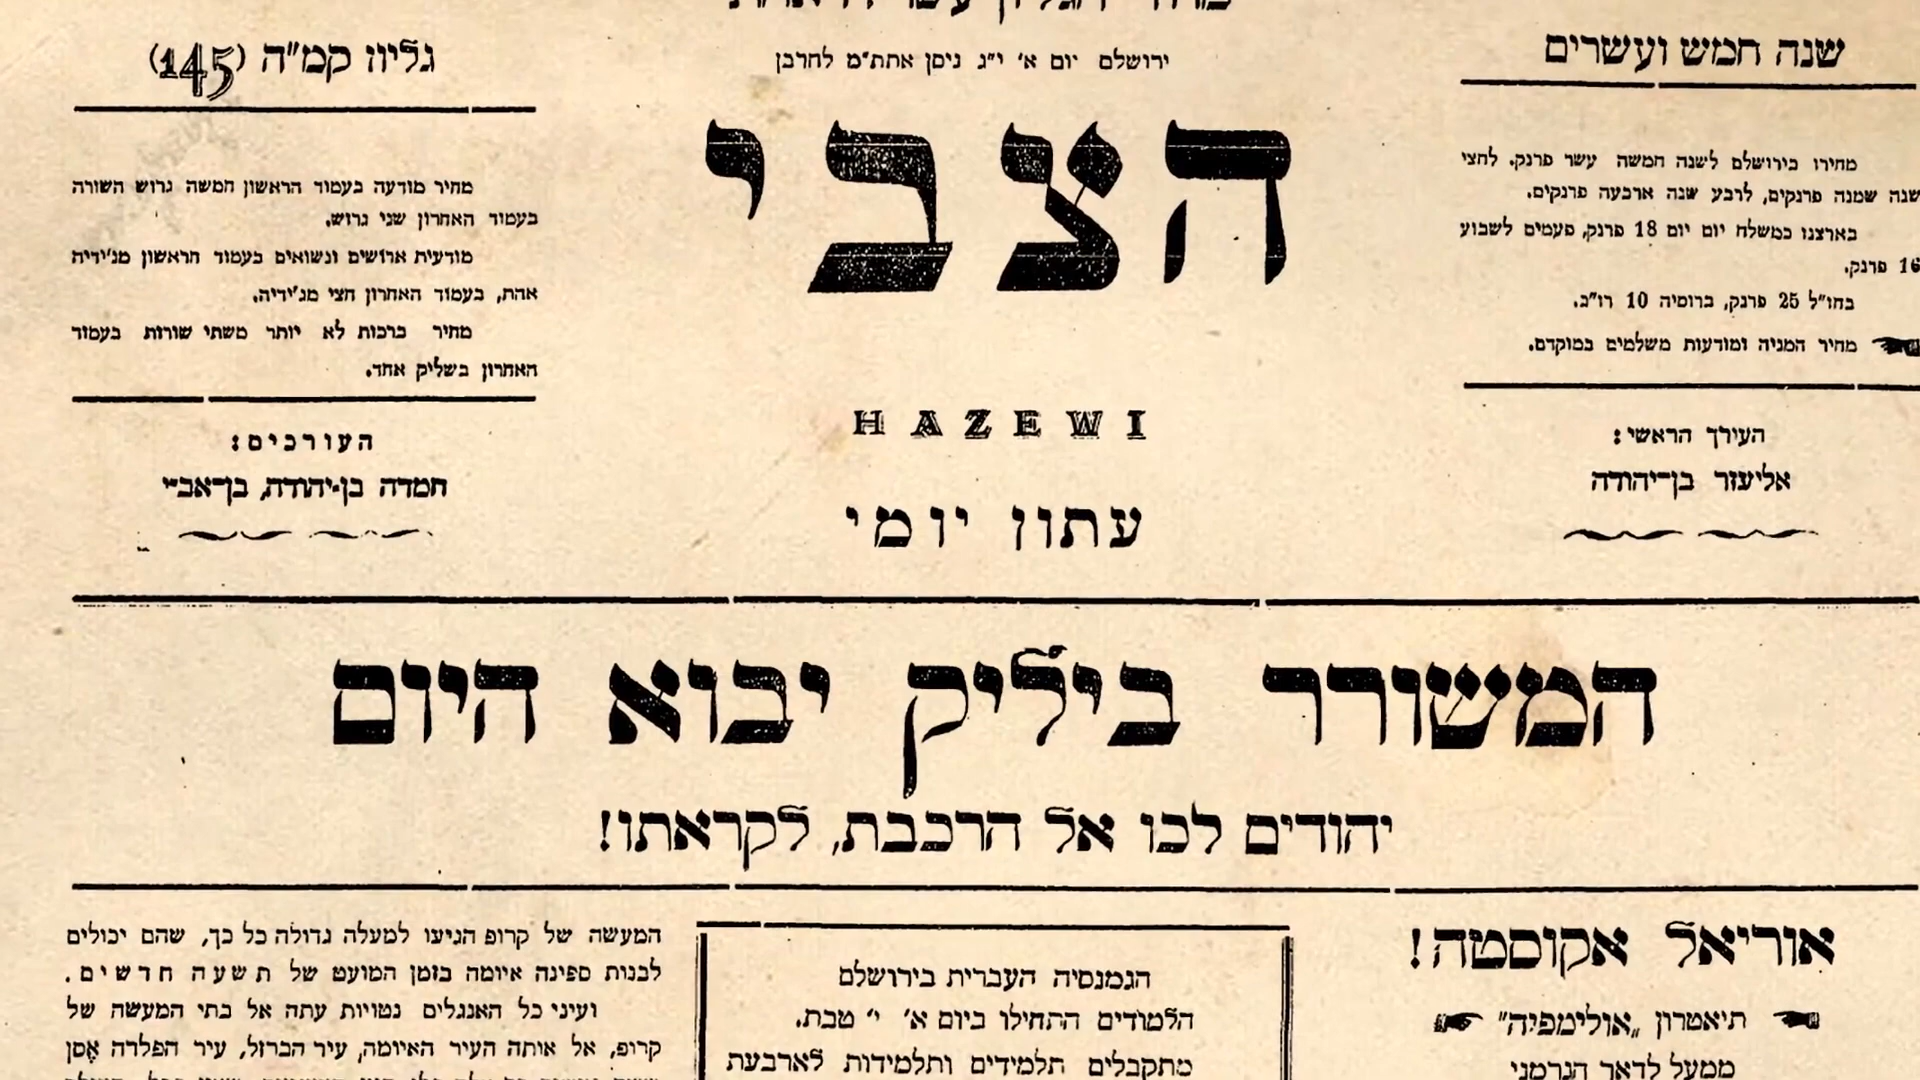 שנה חמש ועשרים
ירושלם יום א׳ י״ג ניסן אתת״מ לחרבן
גליון קמ״ה (145)
מחירו בירושלם לשנה חמשה עשר פרנק. לחצי
שנה שמנה פרנקים, לרבע שנה ארבעה פרנקים.
בארצנו במשלח יום יום 18 פרנק, פעמים לשבוע
16 פרנק.
בחו״ל 25 פרנק, ברוסיה 10 רו״ב.
מחיר המניה ומודעות משלמים במוקדם.
העורך הראשי:
אליעזר בן־יהודה
הצבי
HAZEWI
עתון יומי
מחיר מודעה בעמוד הראשון חמשה גרוש השורה
בעמוד האחרון שני גרוש.
מודעית ארושים ונשואים בעמוד הראשון מג׳ידיה
אחת, בעמוד האחרון חצי מג׳ידיה.
מחיר ברכות לא יותר משתי שורות בעמוד
האחרון בשליק אחד.
העורכים:
חמדה בן־יהודה, בן־אב״י
המשורר ביליק יבוא היום
יהודים לכו אל הרכבת, לקראתו!
אוריאל אקוסטה!
תיאטרון „אולימפיה"
ממעל לדאר הגרמני
הגמנסיה העברית בירושלם
הלמודים התחילו ביום א׳ י׳ טבת.
מתקבלים תלמידים ותלמידות לארבעת
המעשה של קרופ הגיעו למעלה גדולה כל כך, שהם יכולים
לבנות ספינה איומה בזמן המועט של תשעה חדשים.
ועיני כל האנגלים נטויות עתה אל בתי המעשה של
קרופ, אל אותה העיר האיומה, עיר הברזל, עיר הפלדה אֶסן